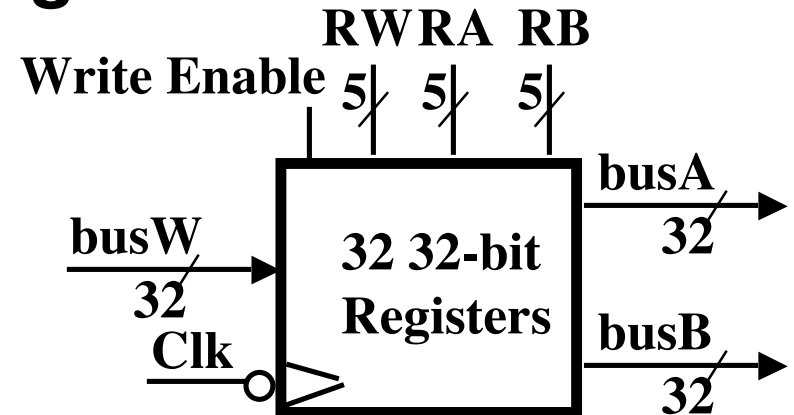 g
RW RA RB
Write Enable
5 5 5
busA
32
busW
32
32 32-bit
Registers
Clk
busB
32